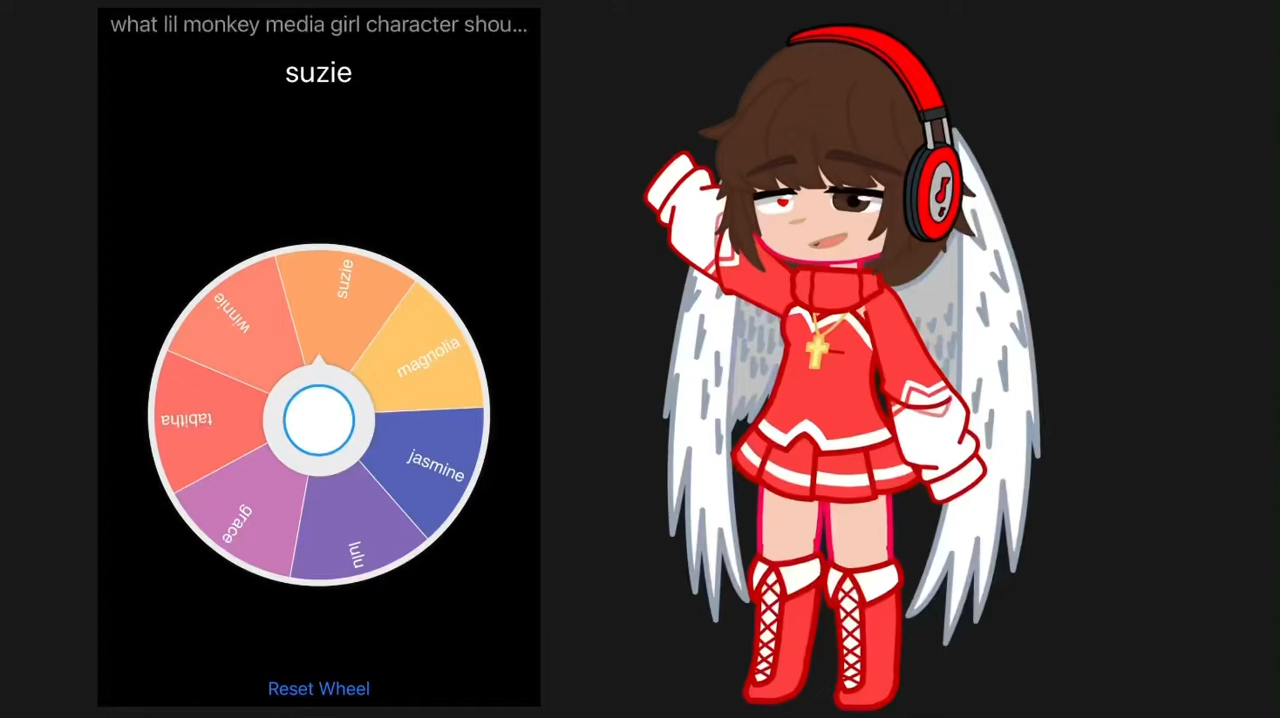 what lil monkey media girl character shou...
suzie
suzie
winnie
magnolia
tabitha
jasmine
grace
lulu
Reset Wheel